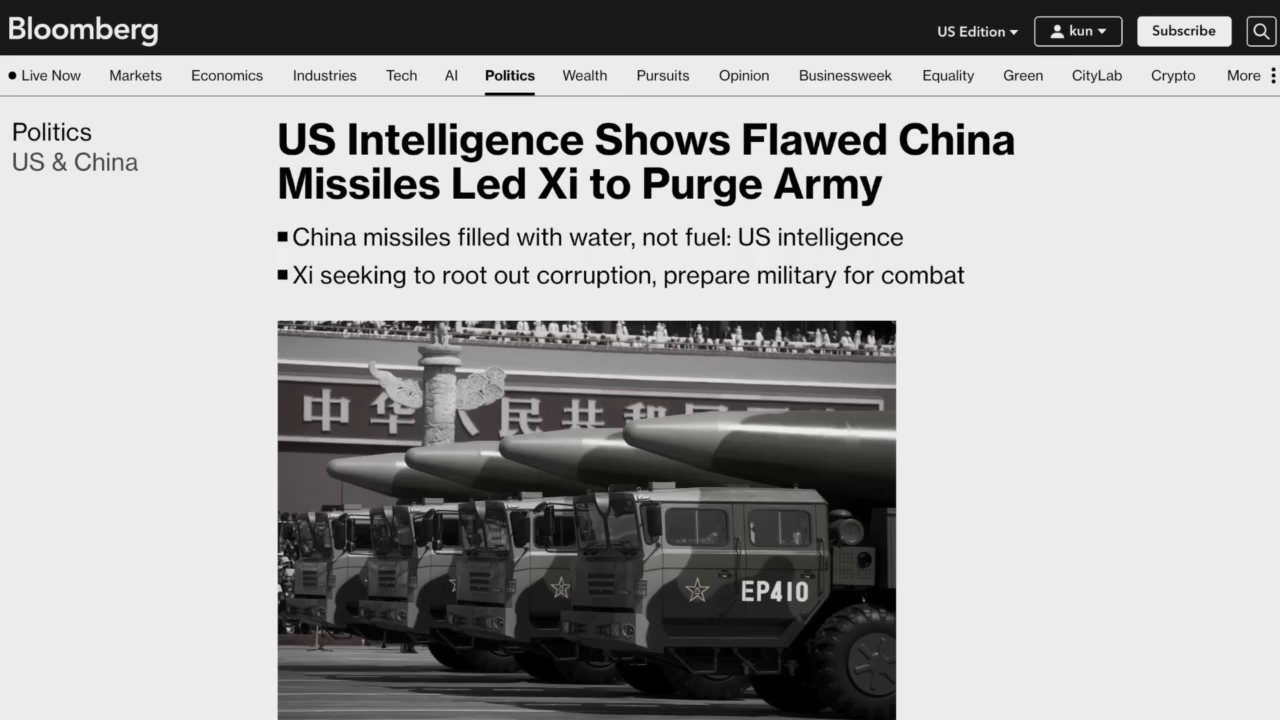 Bloomberg
US Edition
kun
Subscribe
Live Now Markets Economics Industries Tech AI Politics Wealth Pursuits Opinion Businessweek Equality Green CityLab Crypto More
Politics
US & China
US Intelligence Shows Flawed China
Missiles Led Xi to Purge Army
China missiles filled with water, not fuel: US intelligence
Xi seeking to root out corruption, prepare military for combat
中华人民共和国
EP410